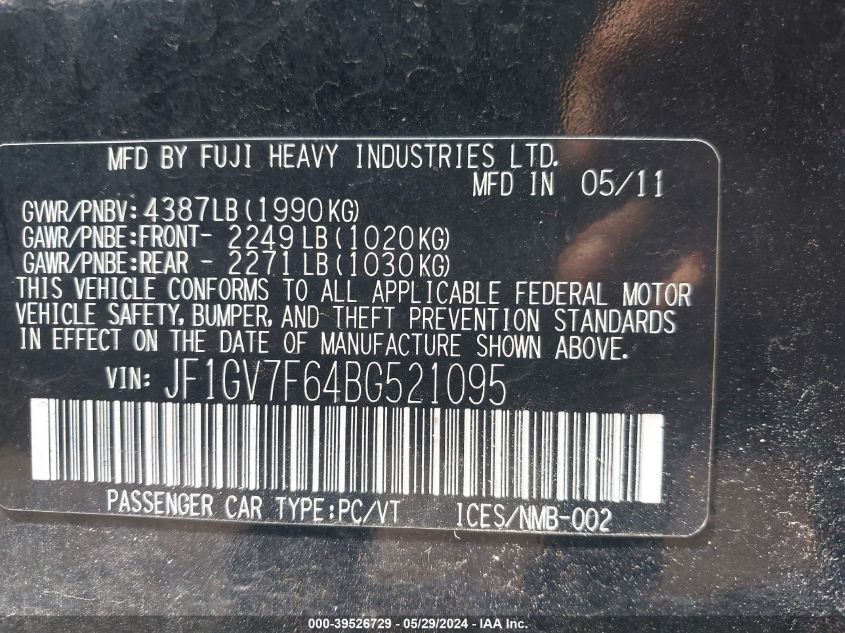 MFD BY FUJI HEAVY INDUSTRIES LTD.
MFD IN 05/11
GVWR/PNBV: 4387LB (1990KG)
GAWR/PNBE:FRONT- 2249 LB (1020KG)
GAWR/PNBE:REAR - 2271 LB (1030KG)
THIS VEHICLE CONFORMS TO ALL APPLICABLE FEDERAL MOTOR
VEHICLE SAFETY, BUMPER, AND THEFT PREVENTION STANDARDS
IN EFFECT ON THE DATE OF MANUFACTURE SHOWN ABOVE.
VIN: JF1GV7F64BG521095
PASSENGER CAR TYPE:PC/VT ICES/NMB-002
000-39526729 - 05/29/2024 - IAA Inc.